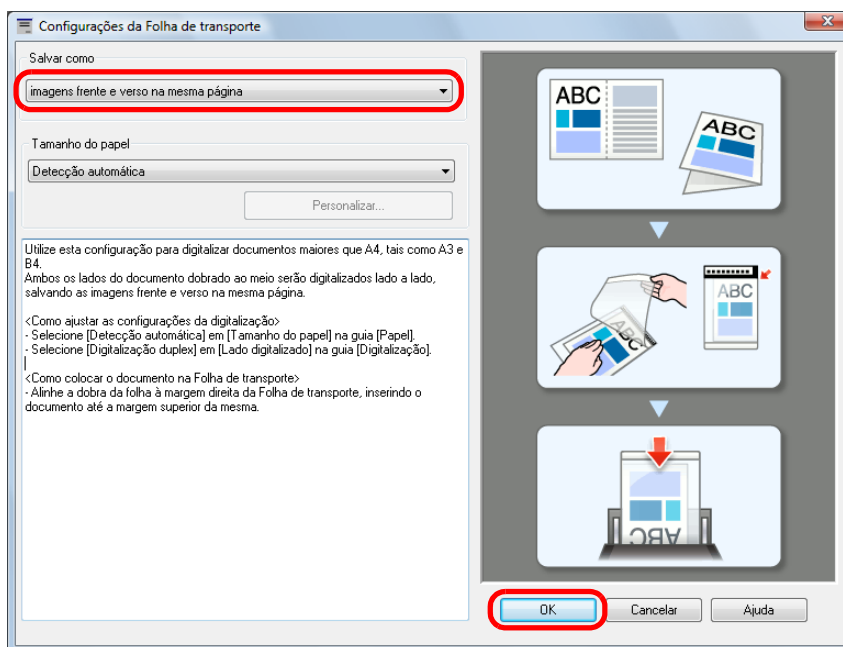 Configurações da Folha de transporte
Salvar como
imagens frente e verso na mesma página
Tamanho do papel
Detecção automática
Personalizar...
Utilize esta configuração para digitalizar documentos maiores que A4, tais como A3 e
B4.
Ambos os lados do documento dobrado ao meio serão digitalizados lado a lado,
salvando as imagens frente e verso na mesma página.
<Como ajustar as configurações da digitalização>
- Selecione [Detecção automática] em [Tamanho do papel] na guia [Papel].
- Selecione [Digitalização duplex] em [Lado digitalizado] na guia [Digitalização].
<Como colocar o documento na Folha de transporte>
- Alinhe a dobra da folha à margem direita da Folha de transporte, inserindo o
documento até a margem superior da mesma.
ABC
ABC
ABC
ABC
ABC
OK
Cancelar
Ajuda